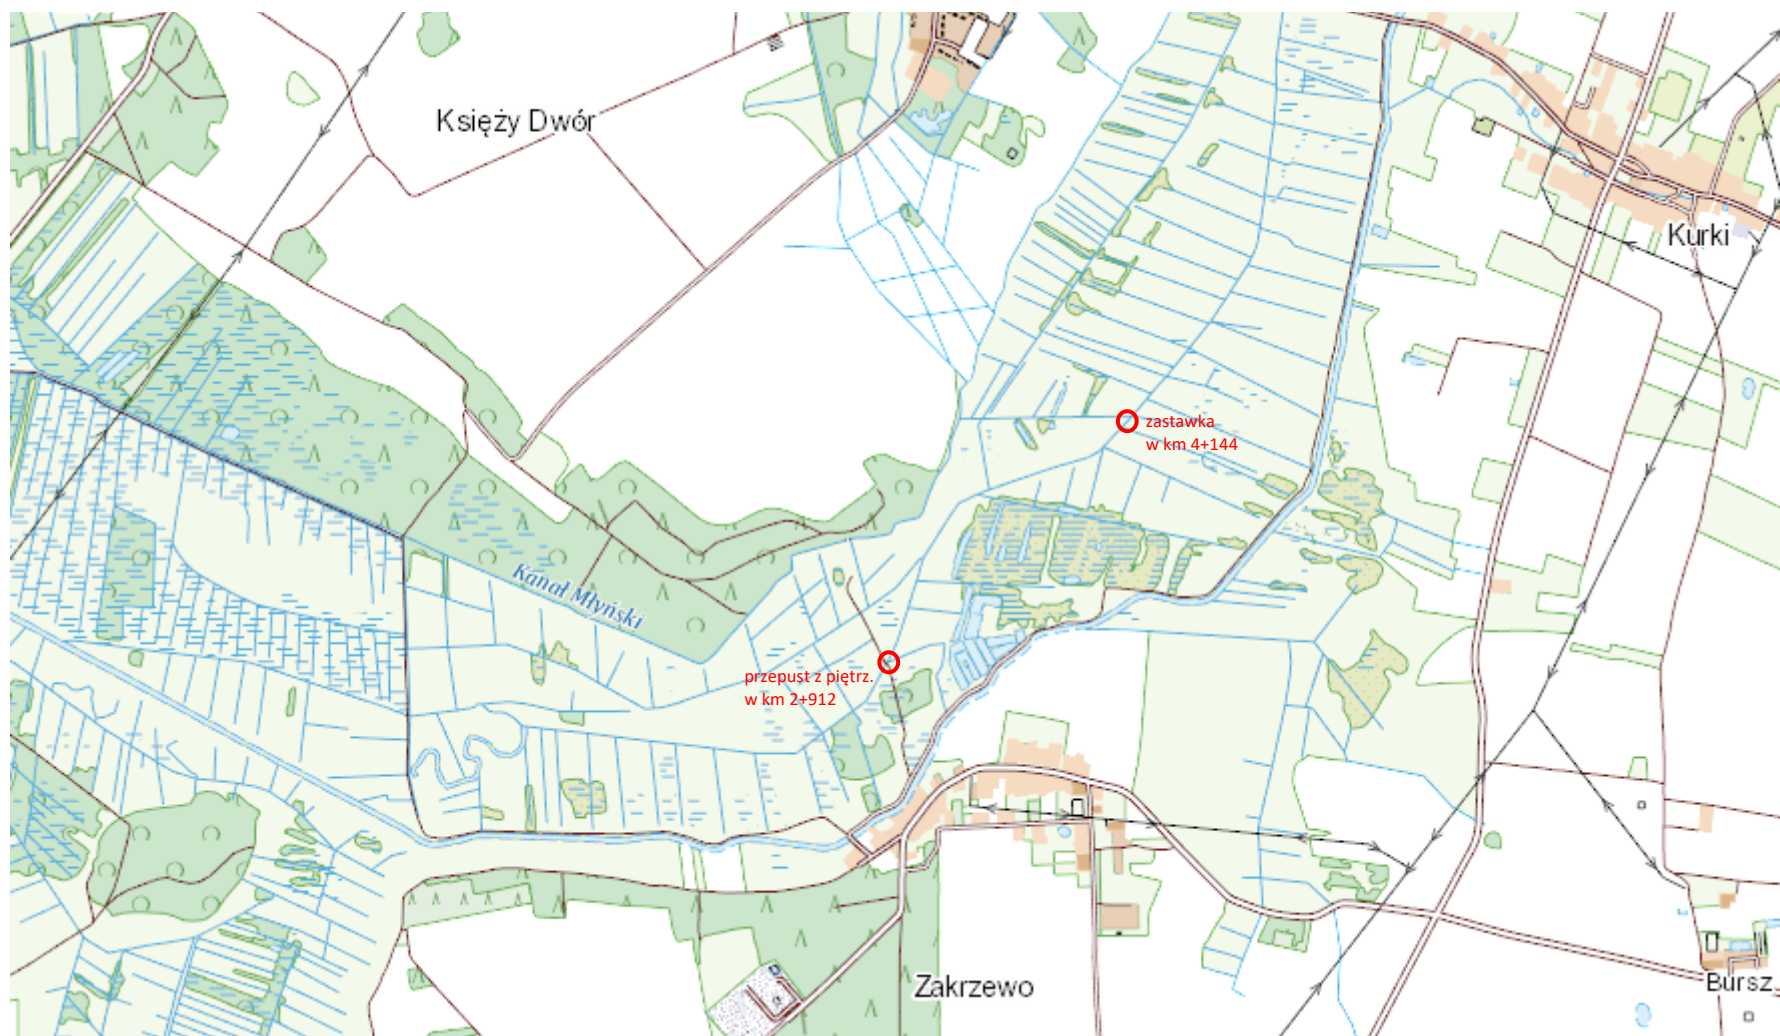 Księży Dwór
Kurki
zastawka
w km 4+144
Kanał Młyński
przepust z piętrz.
w km 2+912
Zakrzewo
Bursz